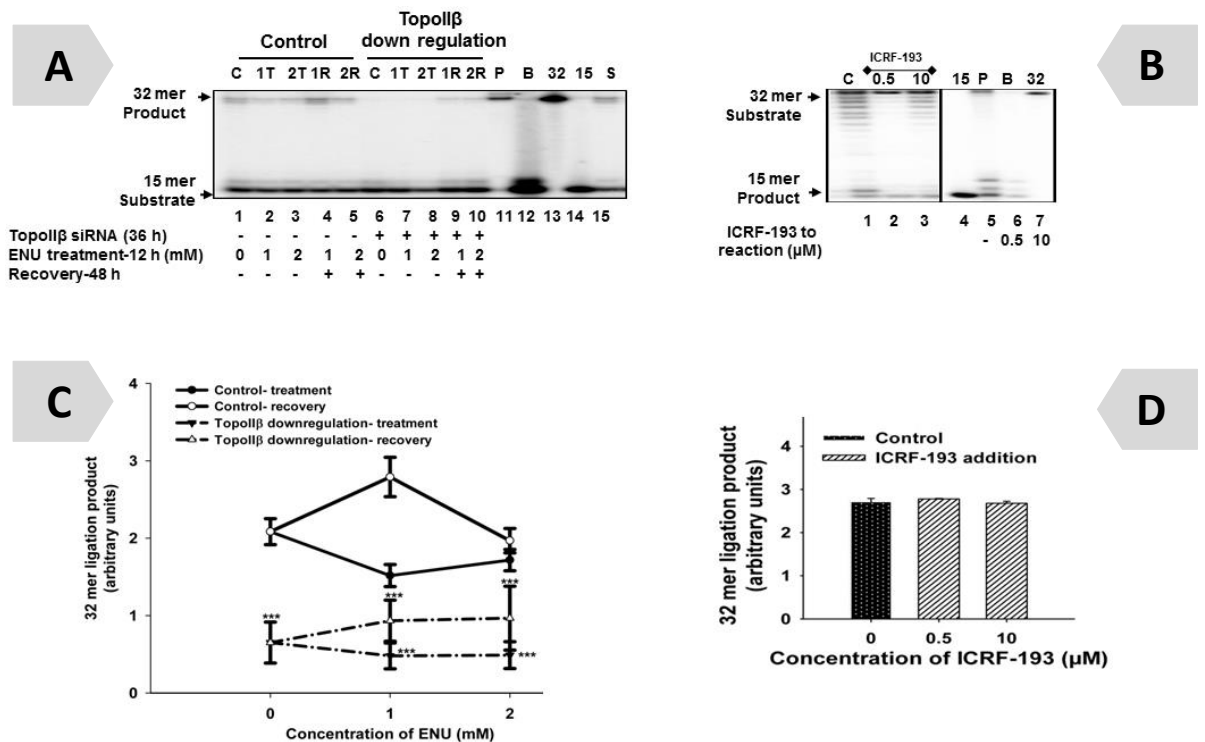 A
Control
TopoIIβ
down regulation
C 1T 2T 1R 2R C 1T 2T 1R 2R P B 32 15 S
32 mer
Product
15 mer
Substrate
1 2 3 4 5 6 7 8 9 10 11 12 13 14 15
TopoIIβ siRNA (36 h) - - - - - + + + + +
ENU treatment-12 h (mM) 0 1 2 1 2 0 1 2 1 2
Recovery-48 h - - - + + - - - + +
B
ICRF-193
C 0.5 10 15 P B 32
32 mer
Substrate
15 mer
Product
1 2 3 4 5 6 7
ICRF-193 to
reaction (µM)
- 0.5 10
C
4
3
2
1
0
32 mer ligation product
(arbitrary units)
Control- treatment
Control- recovery
TopoIIβ downregulation- treatment
TopoIIβ downregulation- recovery
***
***
***
***
***
0 1 2
Concentration of ENU (mM)
D
4
3
2
1
0
32 mer ligation product
(arbitrary units)
Control
ICRF-193 addition
0 0.5 10
Concentration of ICRF-193 (µM)